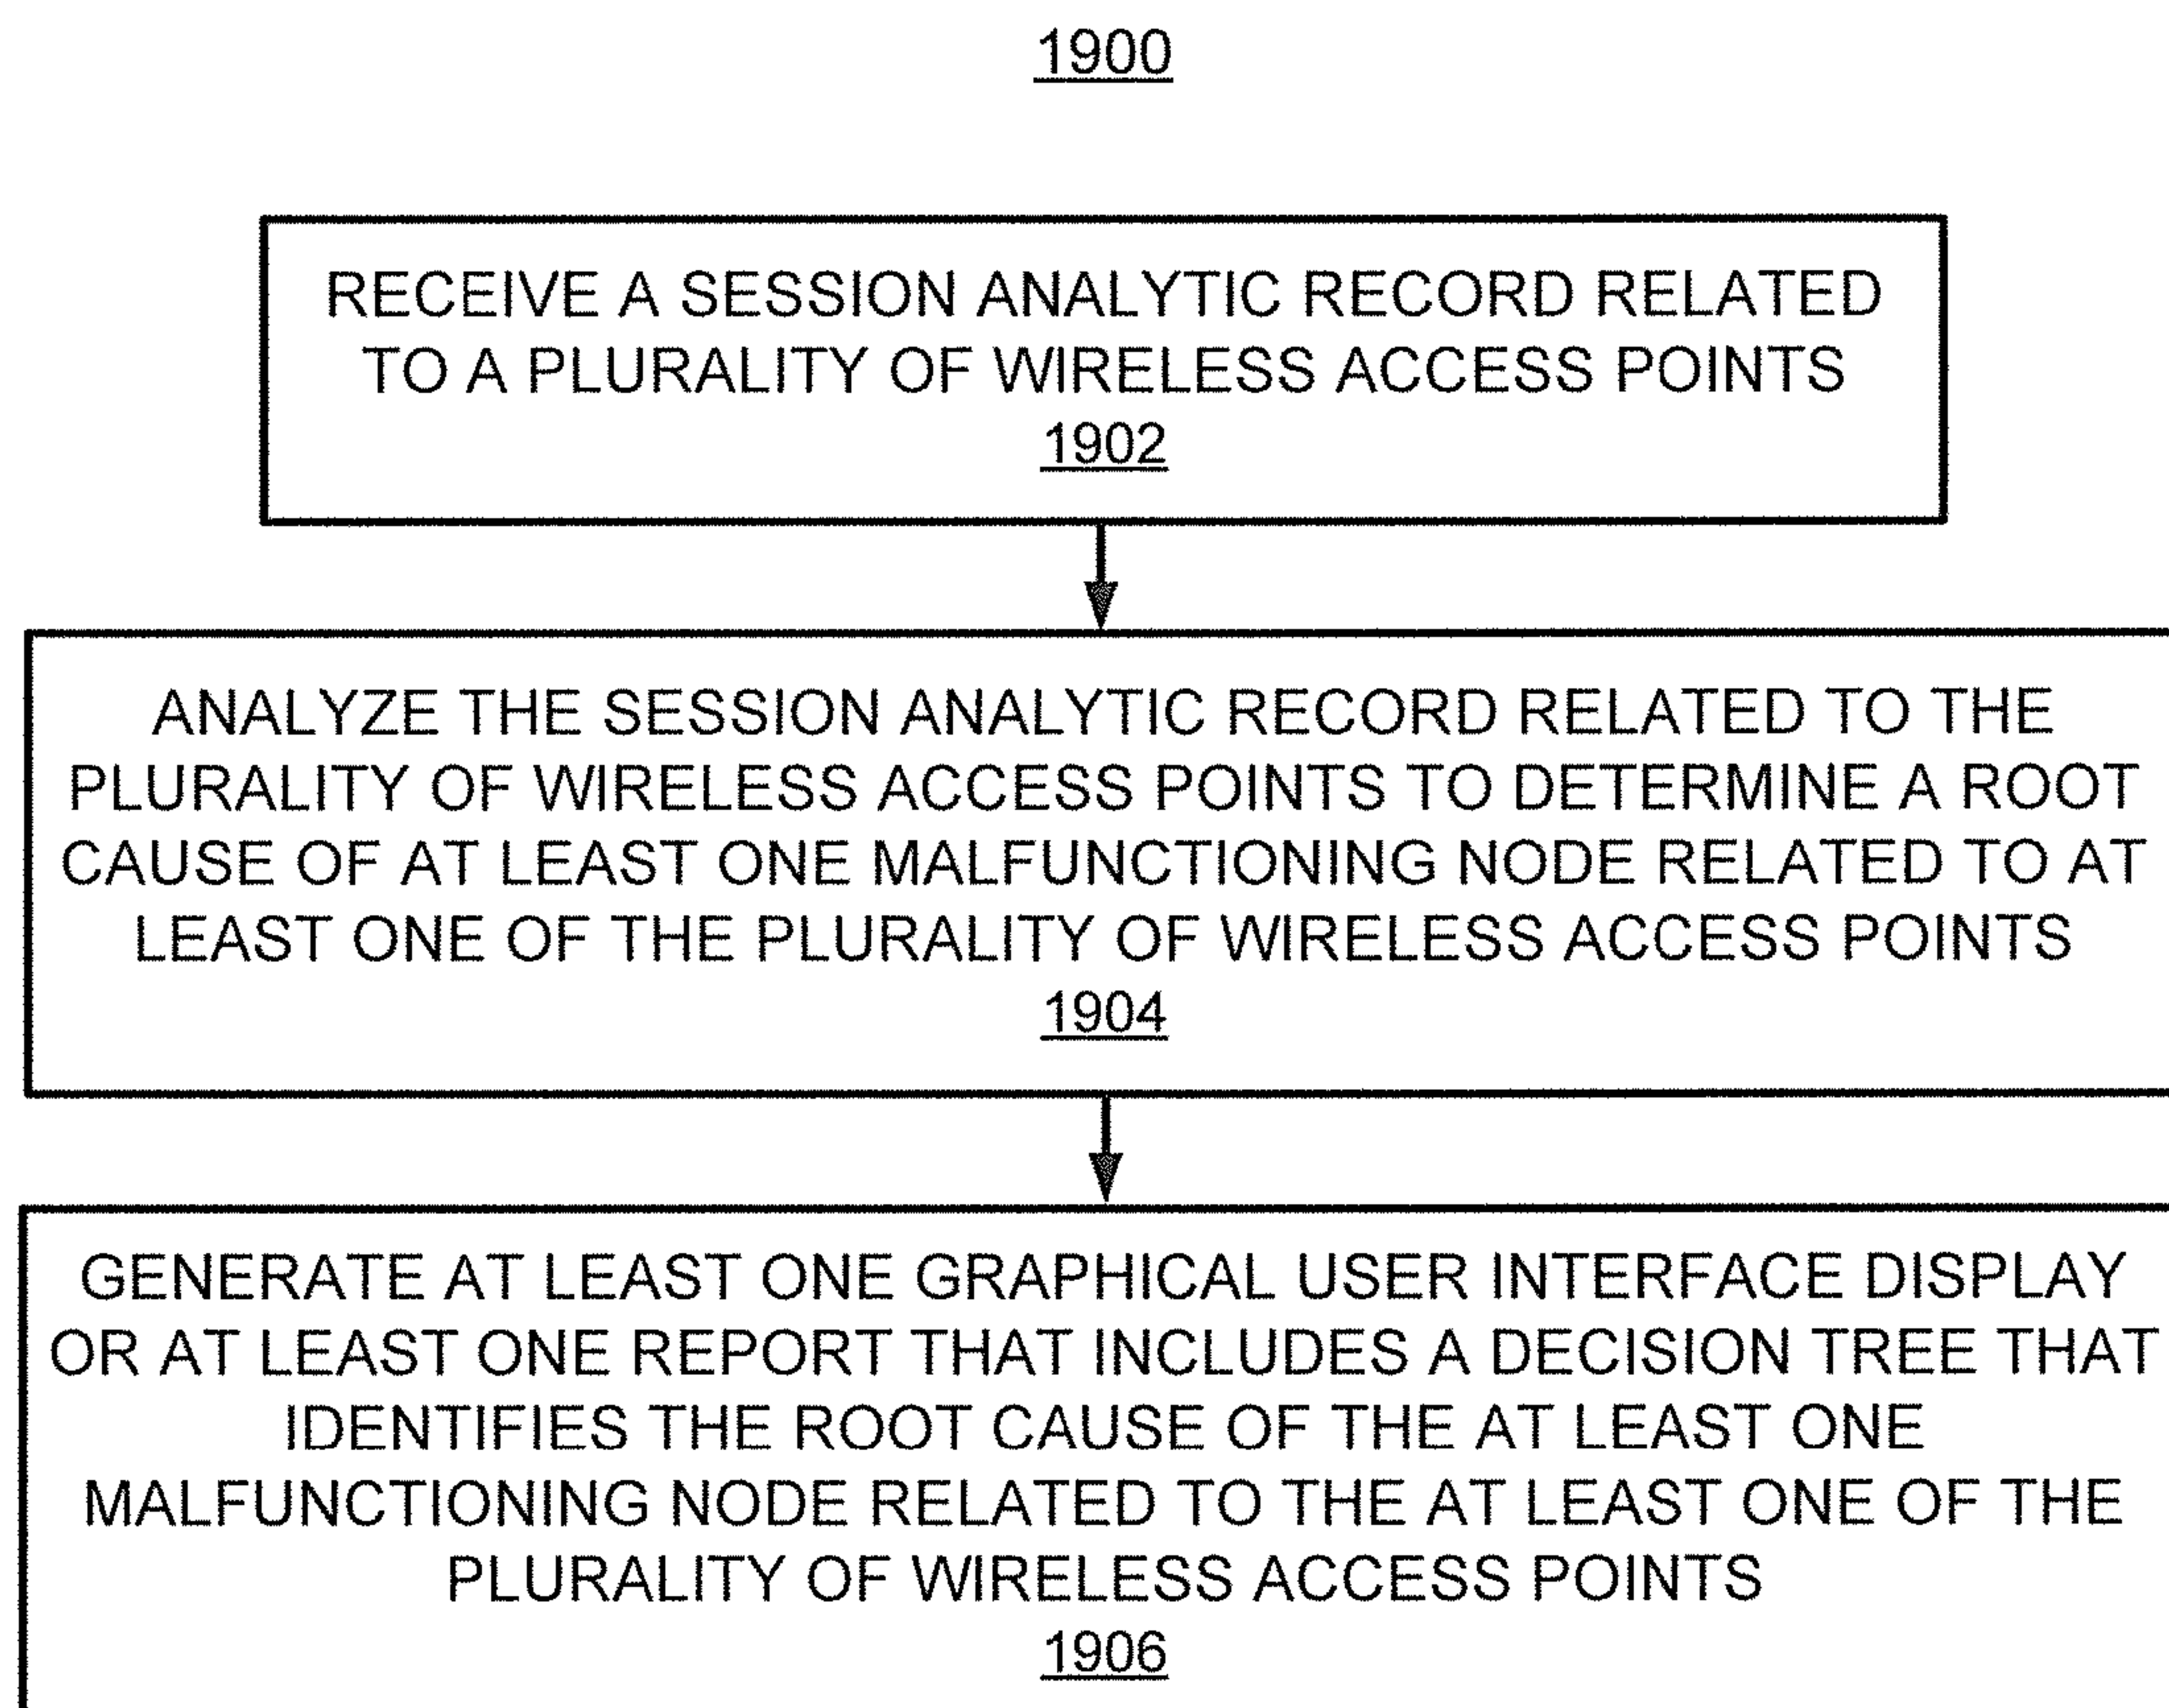 1900
RECEIVE A SESSION ANALYTIC RECORD RELATED
TO A PLURALITY OF WIRELESS ACCESS POINTS
1902
ANALYZE THE SESSION ANALYTIC RECORD RELATED TO THE
PLURALITY OF WIRELESS ACCESS POINTS TO DETERMINE A ROOT
CAUSE OF AT LEAST ONE MALFUNCTIONING NODE RELATED TO AT
LEAST ONE OF THE PLURALITY OF WIRELESS ACCESS POINTS
1904
GENERATE AT LEAST ONE GRAPHICAL USER INTERFACE DISPLAY
OR AT LEAST ONE REPORT THAT INCLUDES A DECISION TREE THAT
IDENTIFIES THE ROOT CAUSE OF THE AT LEAST ONE
MALFUNCTIONING NODE RELATED TO THE AT LEAST ONE OF THE
PLURALITY OF WIRELESS ACCESS POINTS
1906